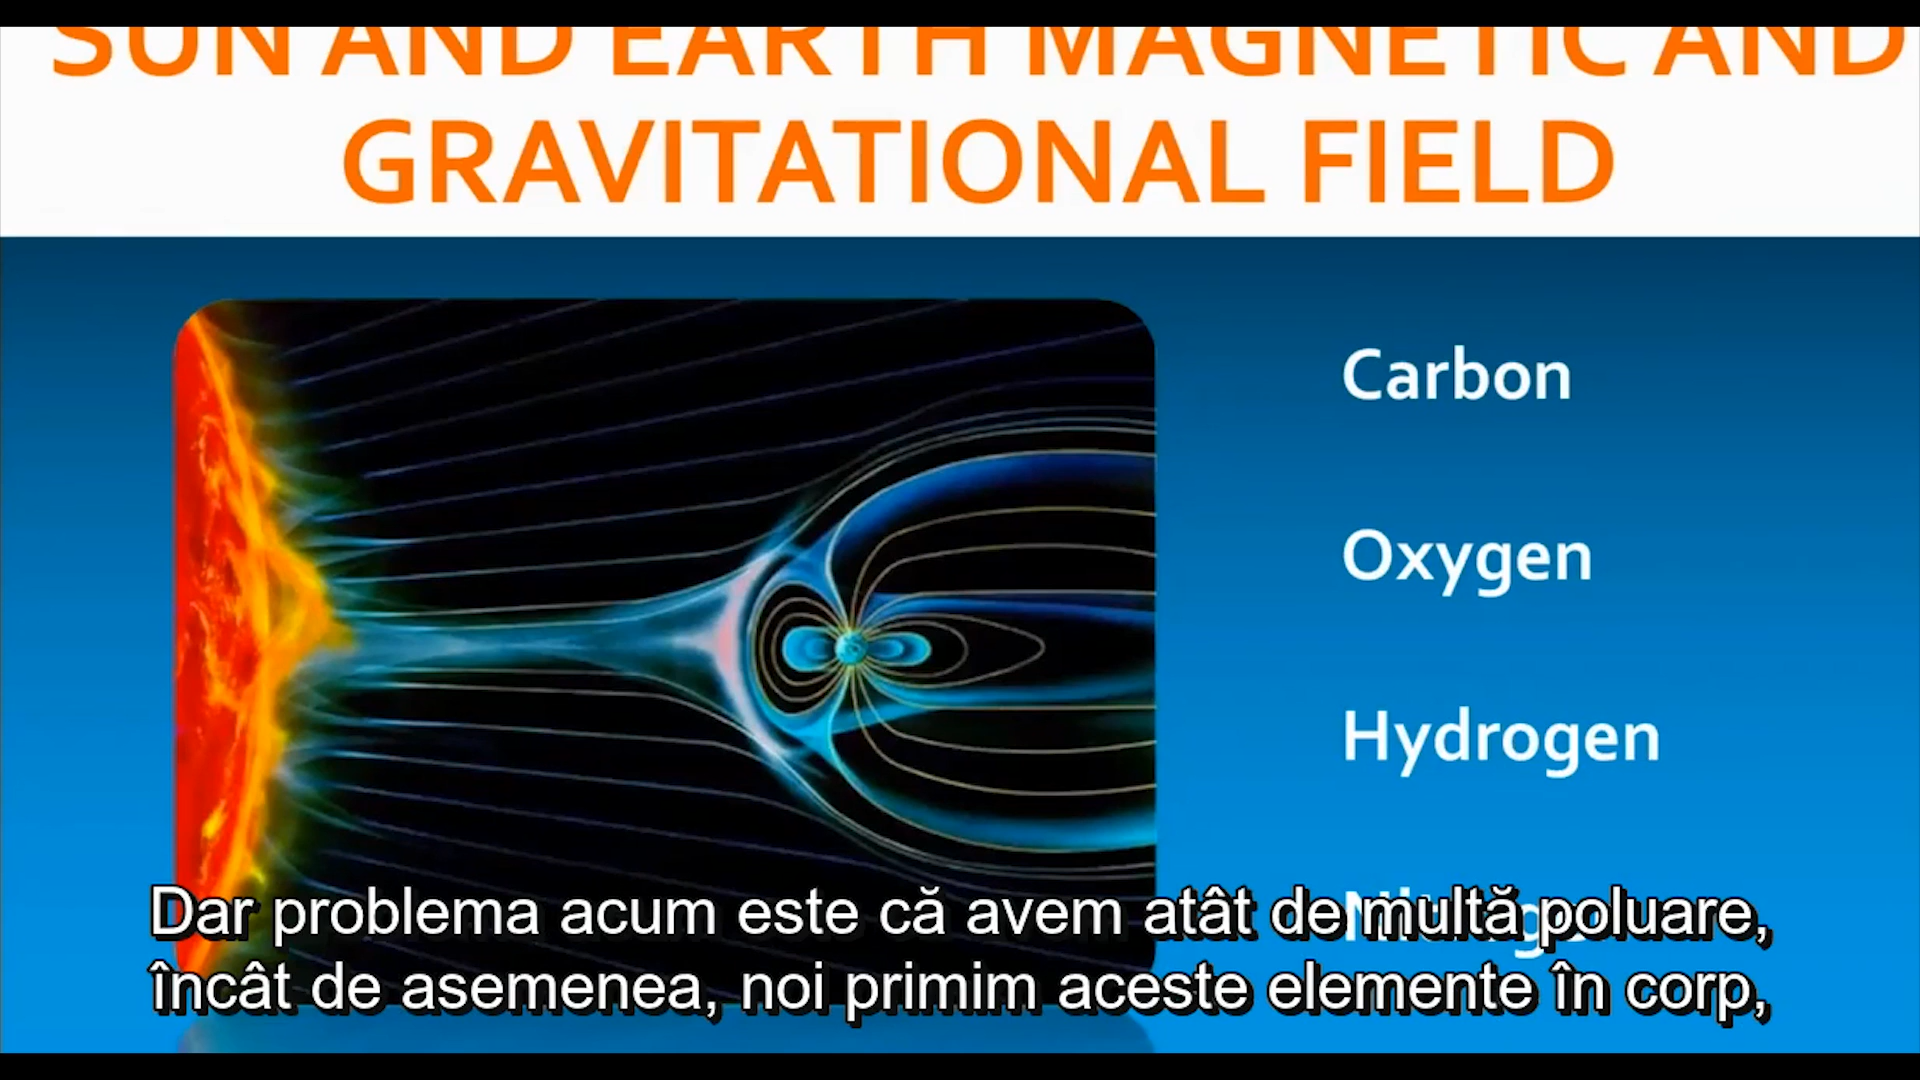 SUN AND EARTH MAGNETIC AND
GRAVITATIONAL FIELD
Carbon
Oxygen
Hydrogen
Dar problema acum este că avem atât de multă poluare,
încât de asemenea, noi primim aceste elemente în corp,